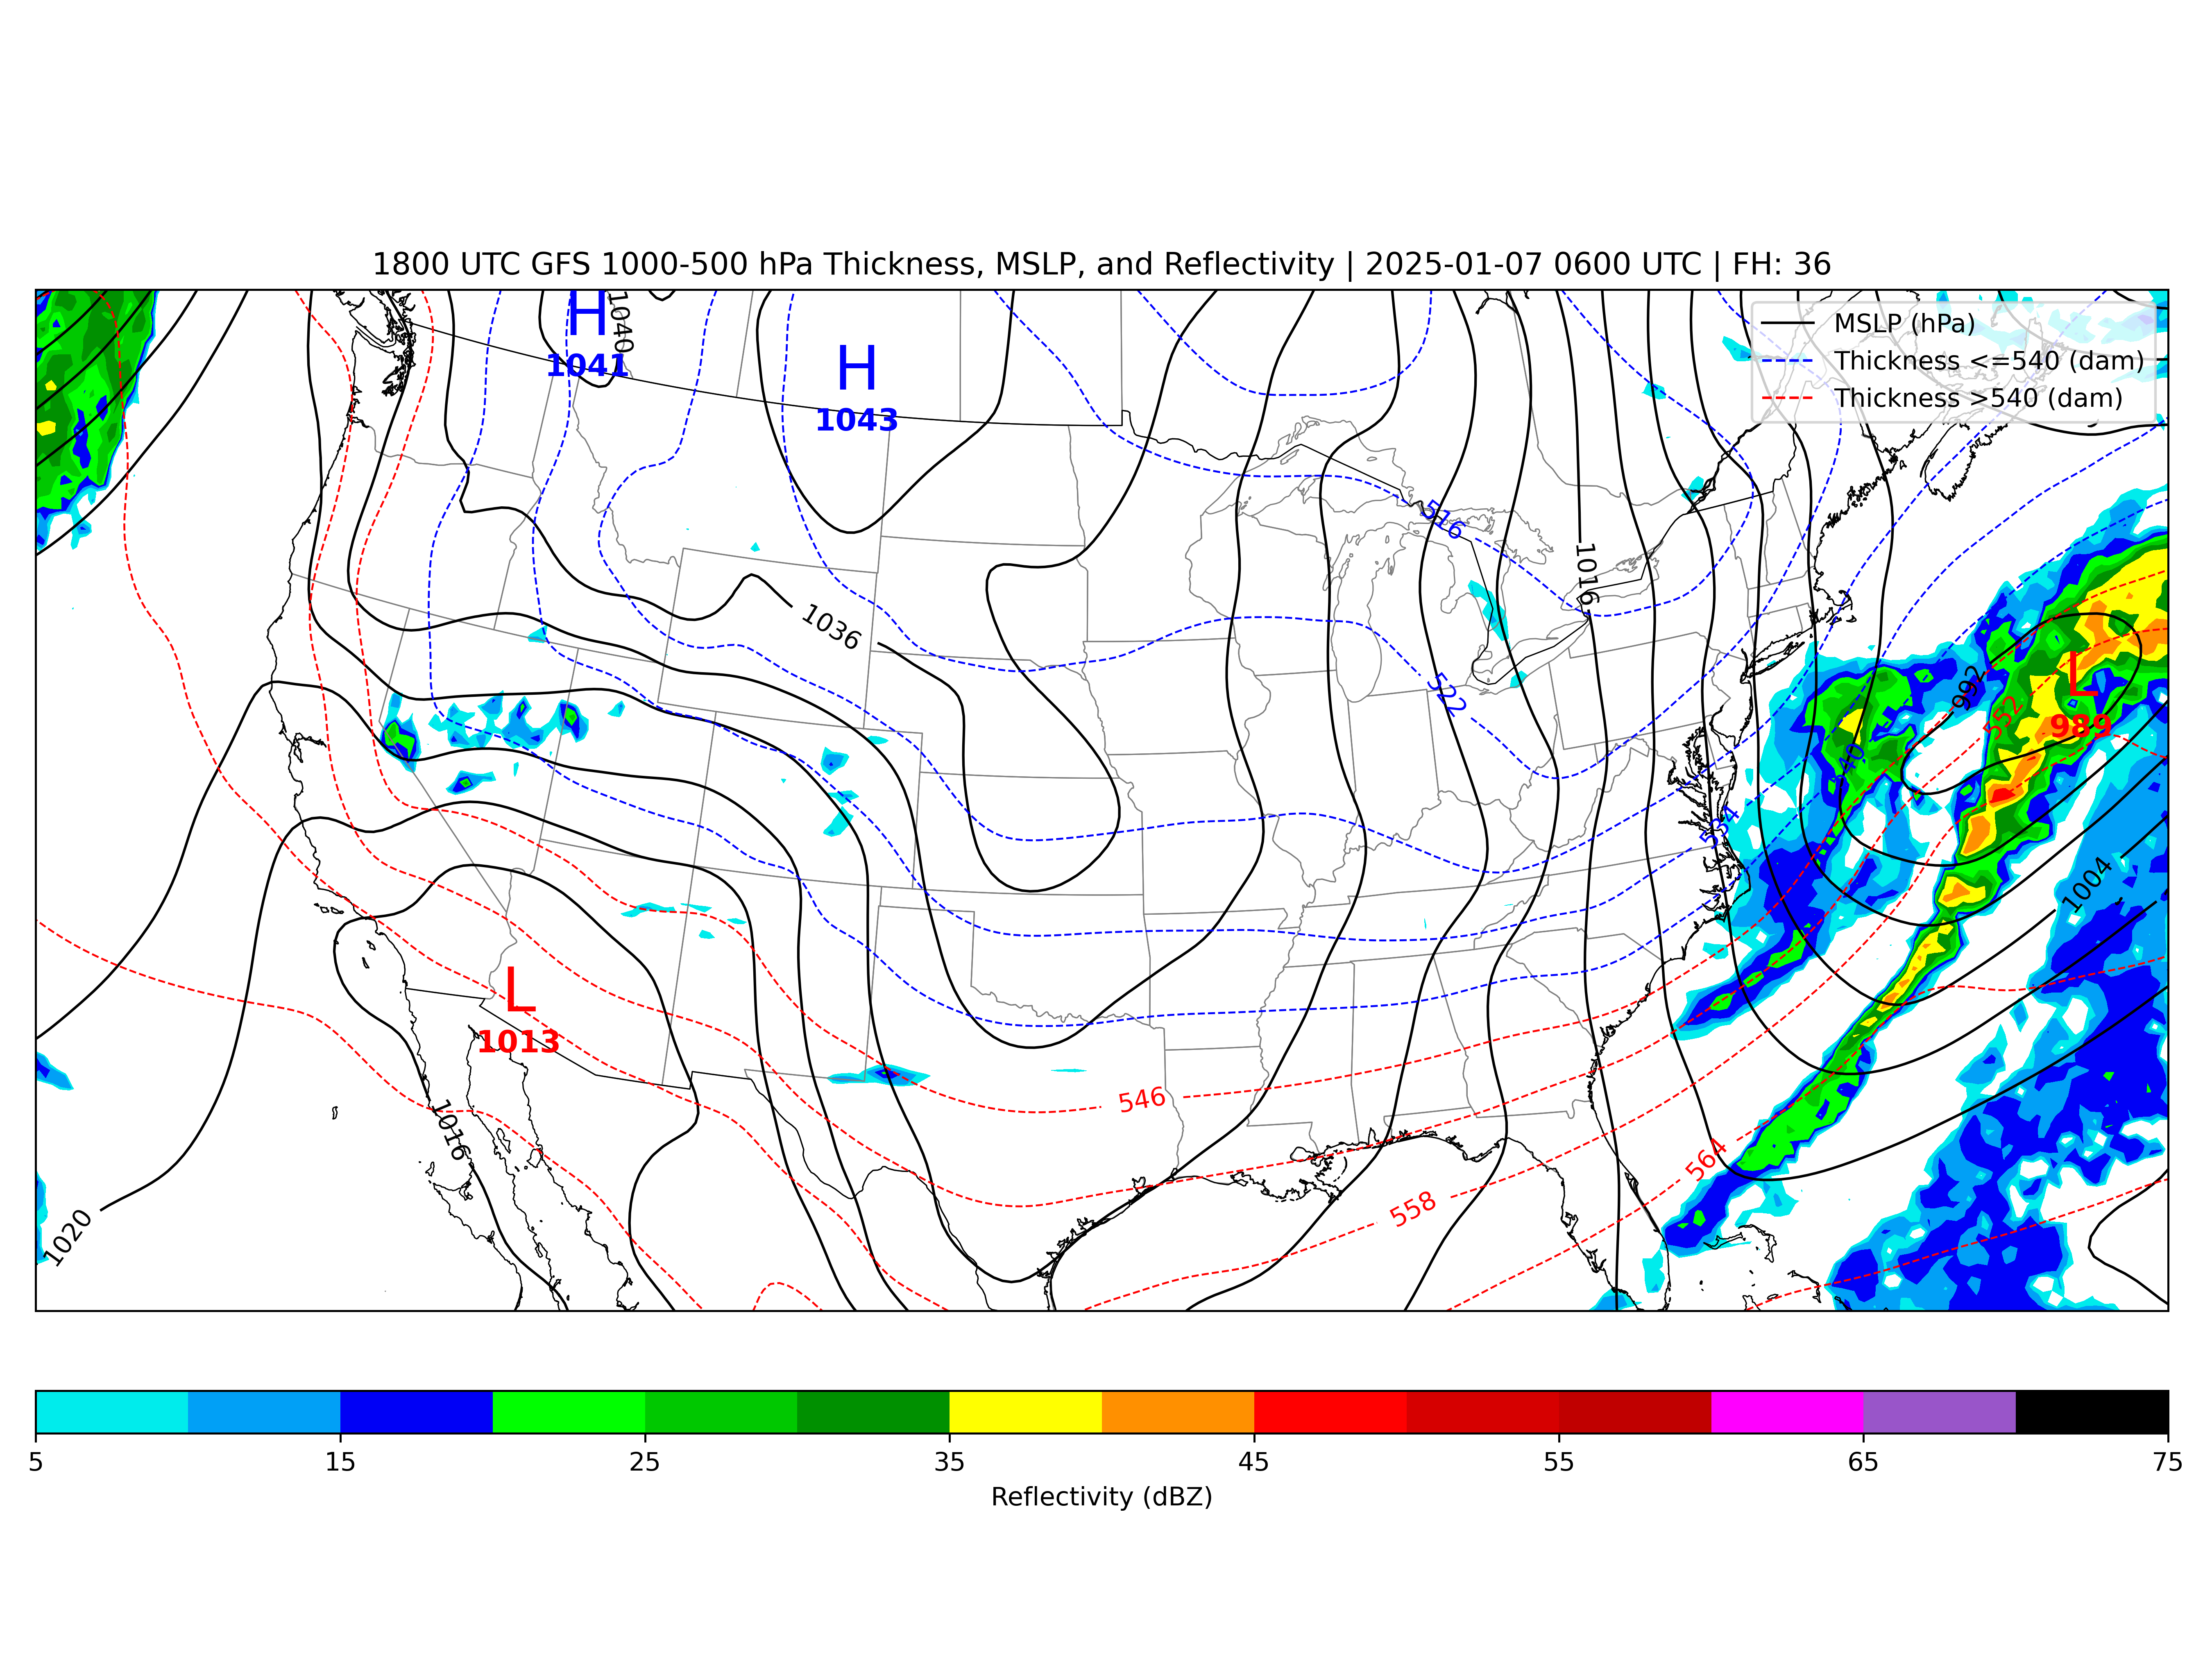 1800 UTC GFS 1000-500 hPa Thickness, MSLP, and Reflectivity | 2025-01-07 0600 UTC | FH: 36
MSLP (hPa)
Thickness <=540 (dam)
Thickness >540 (dam)
H
1041
1040
H
1043
516
1016
1036
522
992
552
L
989
540
534
1004
L
1013
546
1016
564
558
1020
5 15 25 35 45 55 65 75
Reflectivity (dBZ)